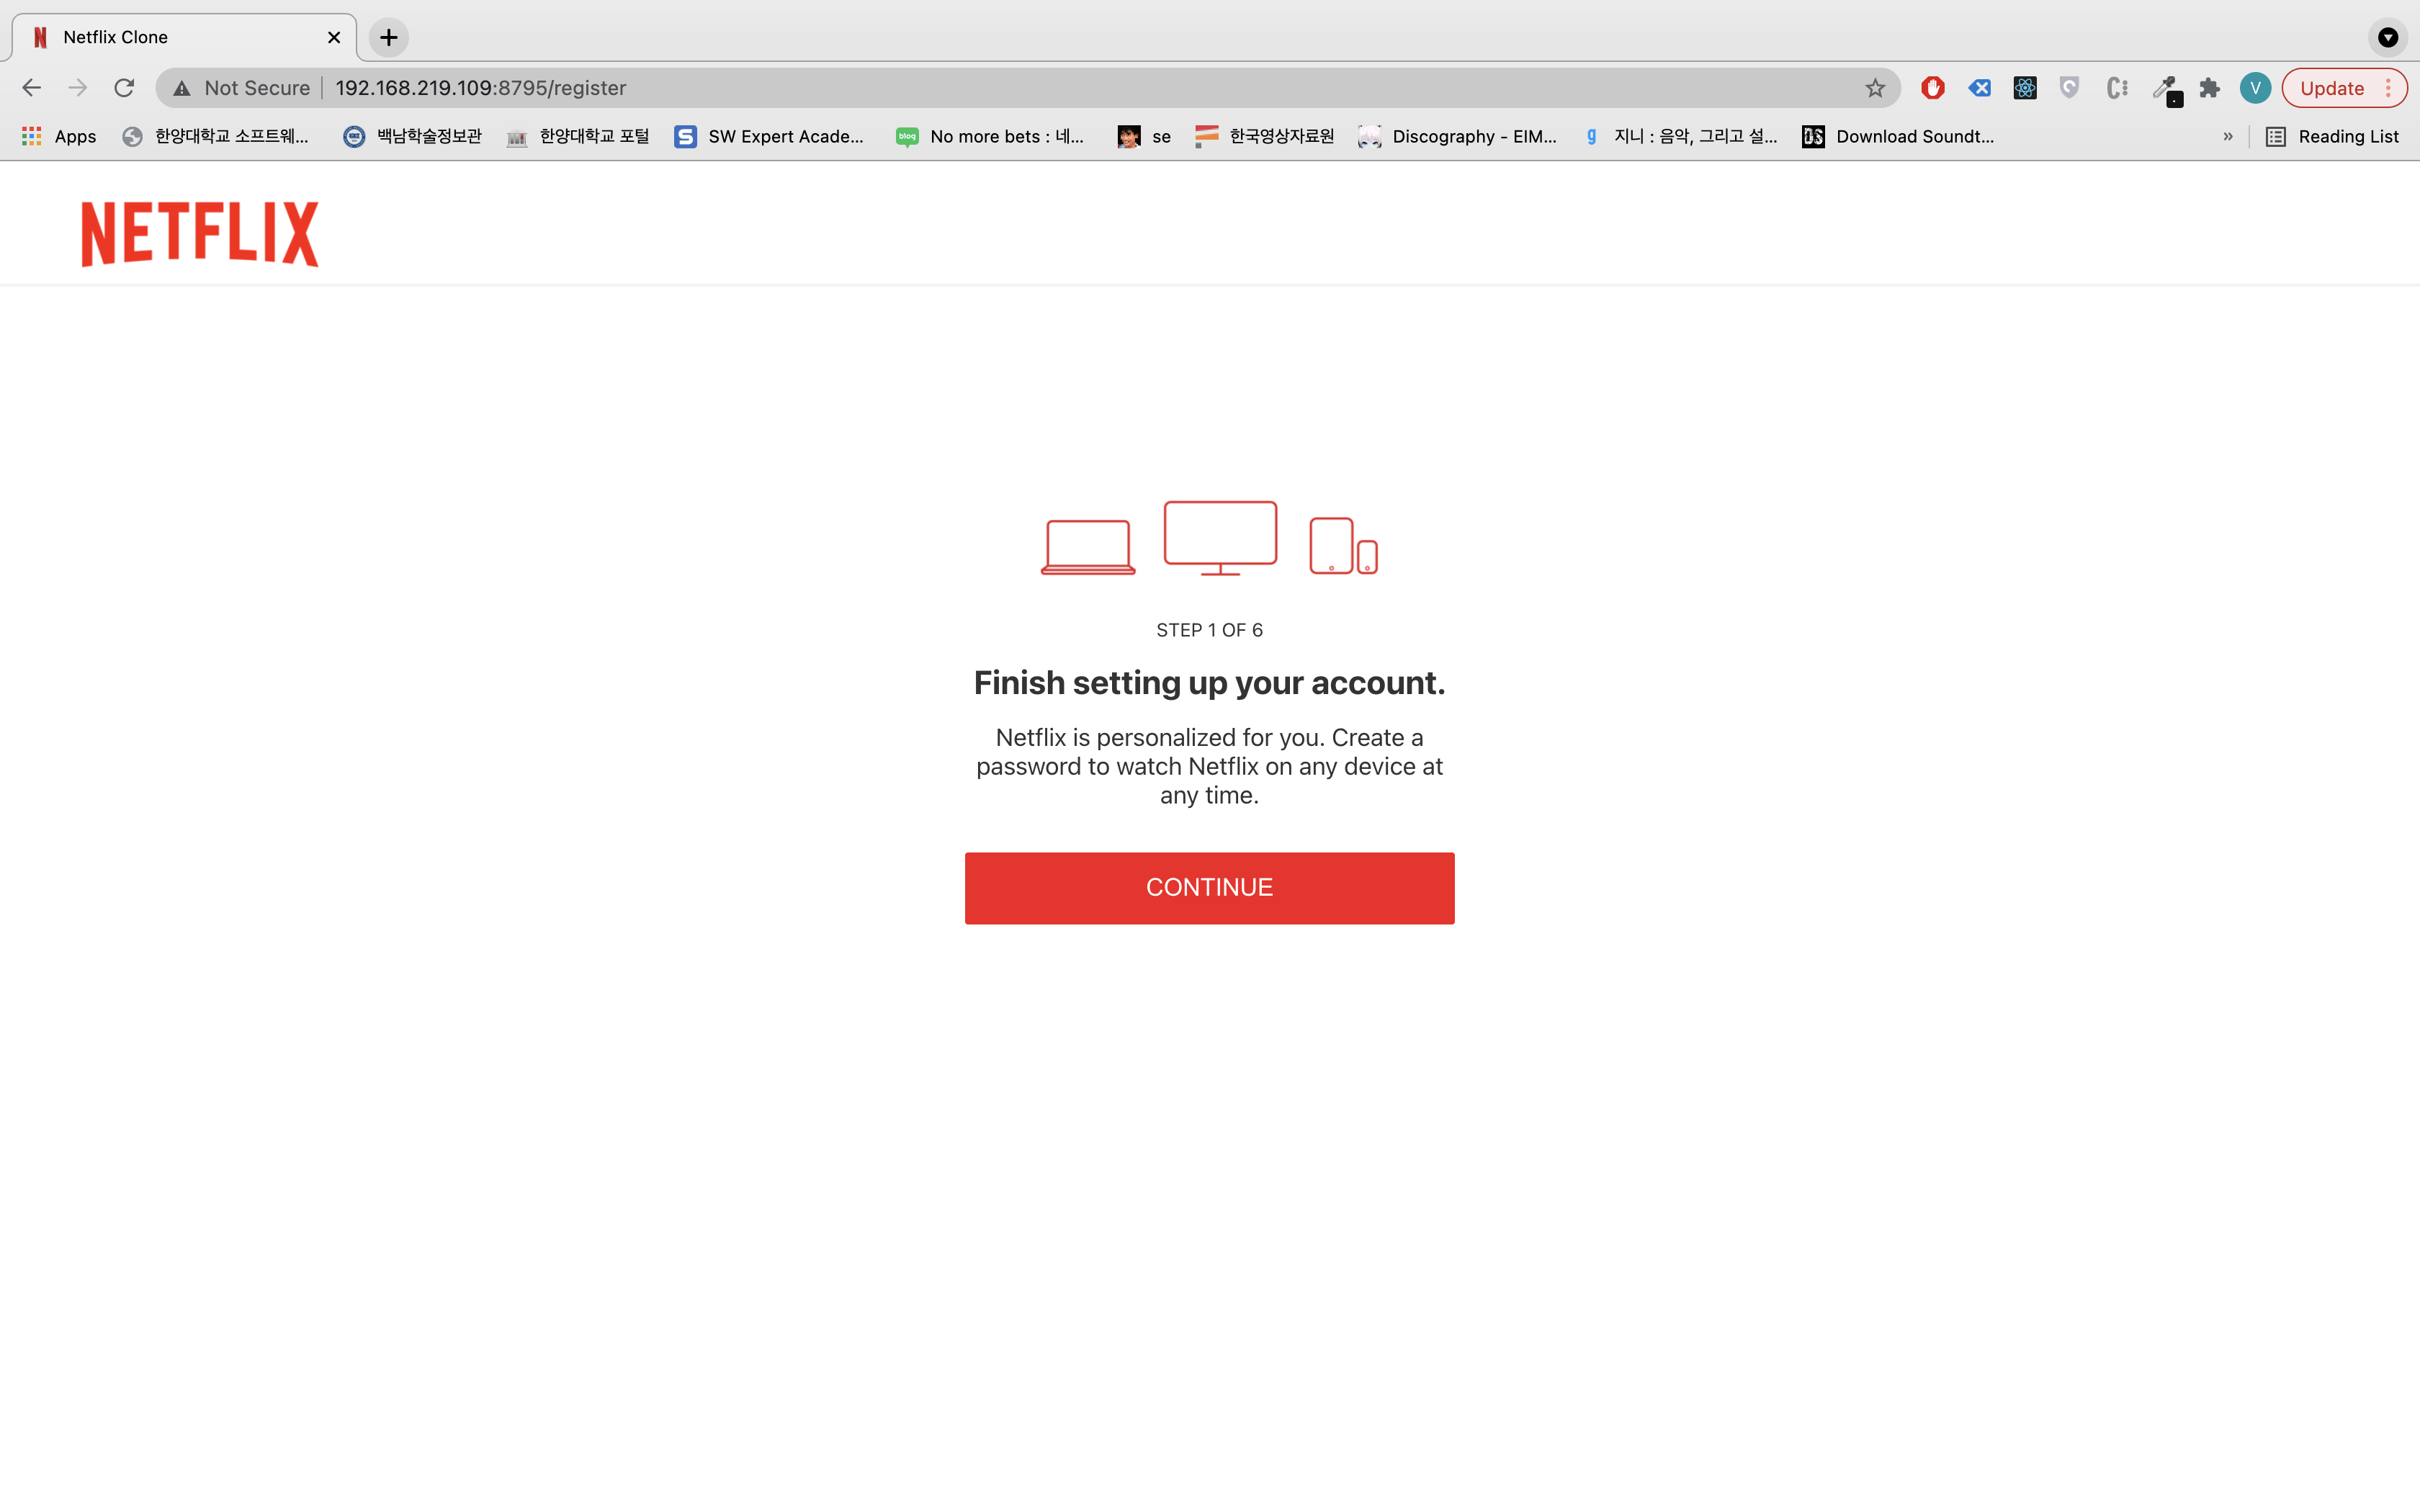 Netflix Clone
Not Secure 192.168.219.109:8795/register
V
Update
Apps 한양대학교 소프트웨... 백남학술정보관 한양대학교 포털 S SW Expert Acade... blog No more bets : 네... se 한국영상자료원 Discography - EIM... g 지니 : 음악, 그리고 설... DS Download Soundt... » Reading List
NETFLIX
STEP 1 OF 6
Finish setting up your account.
Netflix is personalized for you. Create a
password to watch Netflix on any device at
any time.
CONTINUE